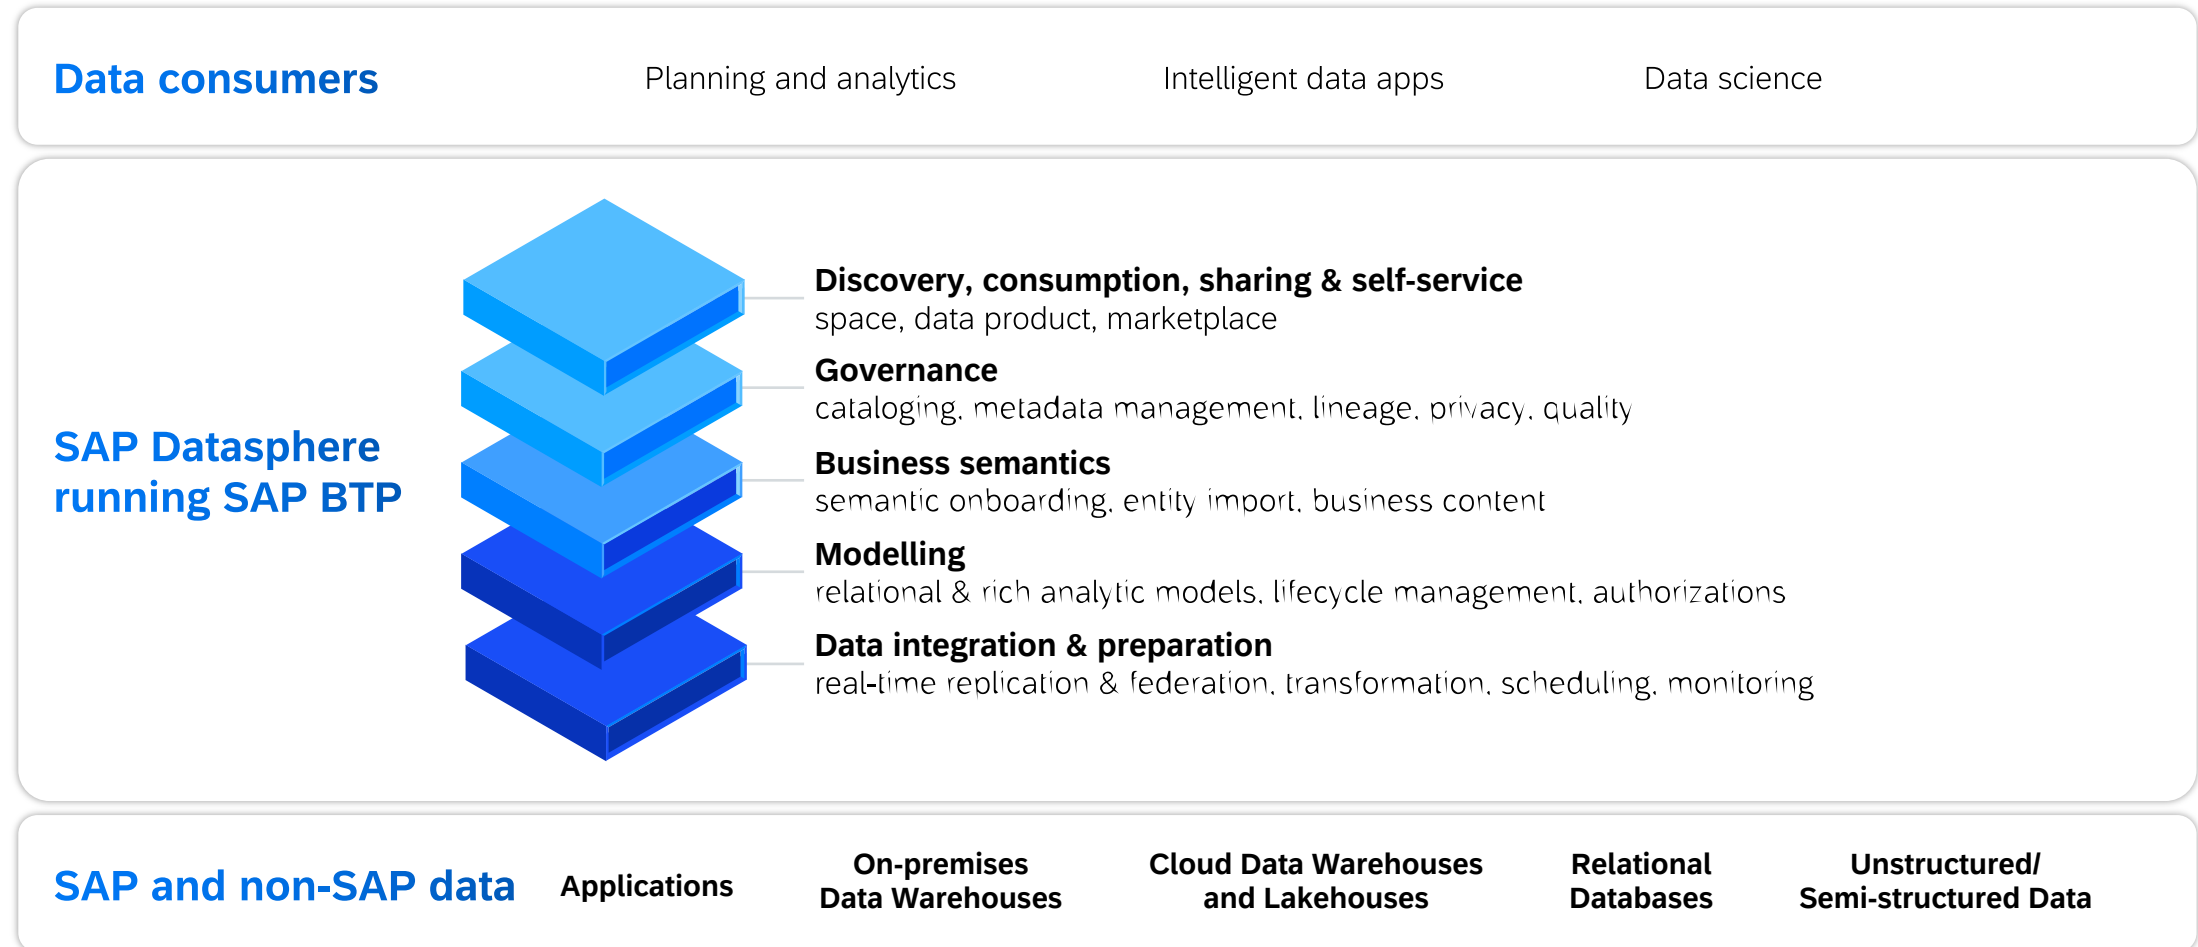 Data consumers
Planning and analytics
Intelligent data apps
Data science
SAP Datasphere
running SAP BTP
Discovery, consumption, sharing & self-service
space, data product, marketplace
Governance
cataloging, metadata management, lineage, privacy, quality
Business semantics
semantic onboarding, entity import, business content
Modelling
relational & rich analytic models, lifecycle management, authorizations
Data integration & preparation
real-time replication & federation, transformation, scheduling, monitoring
SAP and non-SAP data
Applications
On-premises
Data Warehouses
Cloud Data Warehouses
and Lakehouses
Relational
Databases
Unstructured/
Semi-structured Data